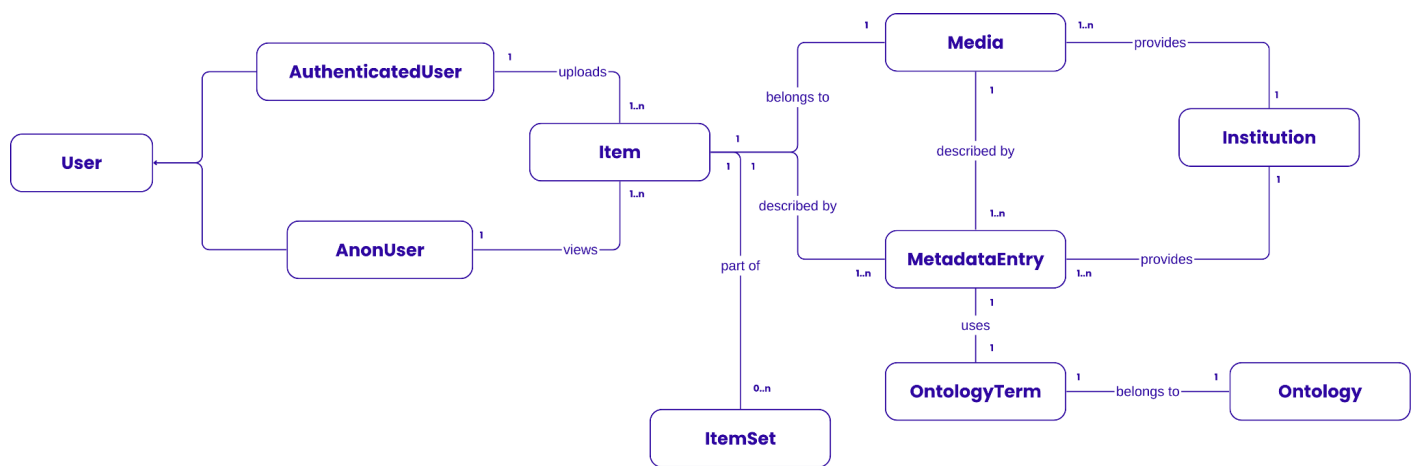 1
Media
1..n
provides
AuthenticatedUser
1
uploads
belongs to
1
1
1..n
Item
1
User
1
1
described by
Institution
1..n
1
described by
1..n
AnonUser
1
views
MetadataEntry
part of
1..n
1..n
provides
1
uses
1
0..n
OntologyTerm
1
belongs to
1
Ontology
ItemSet